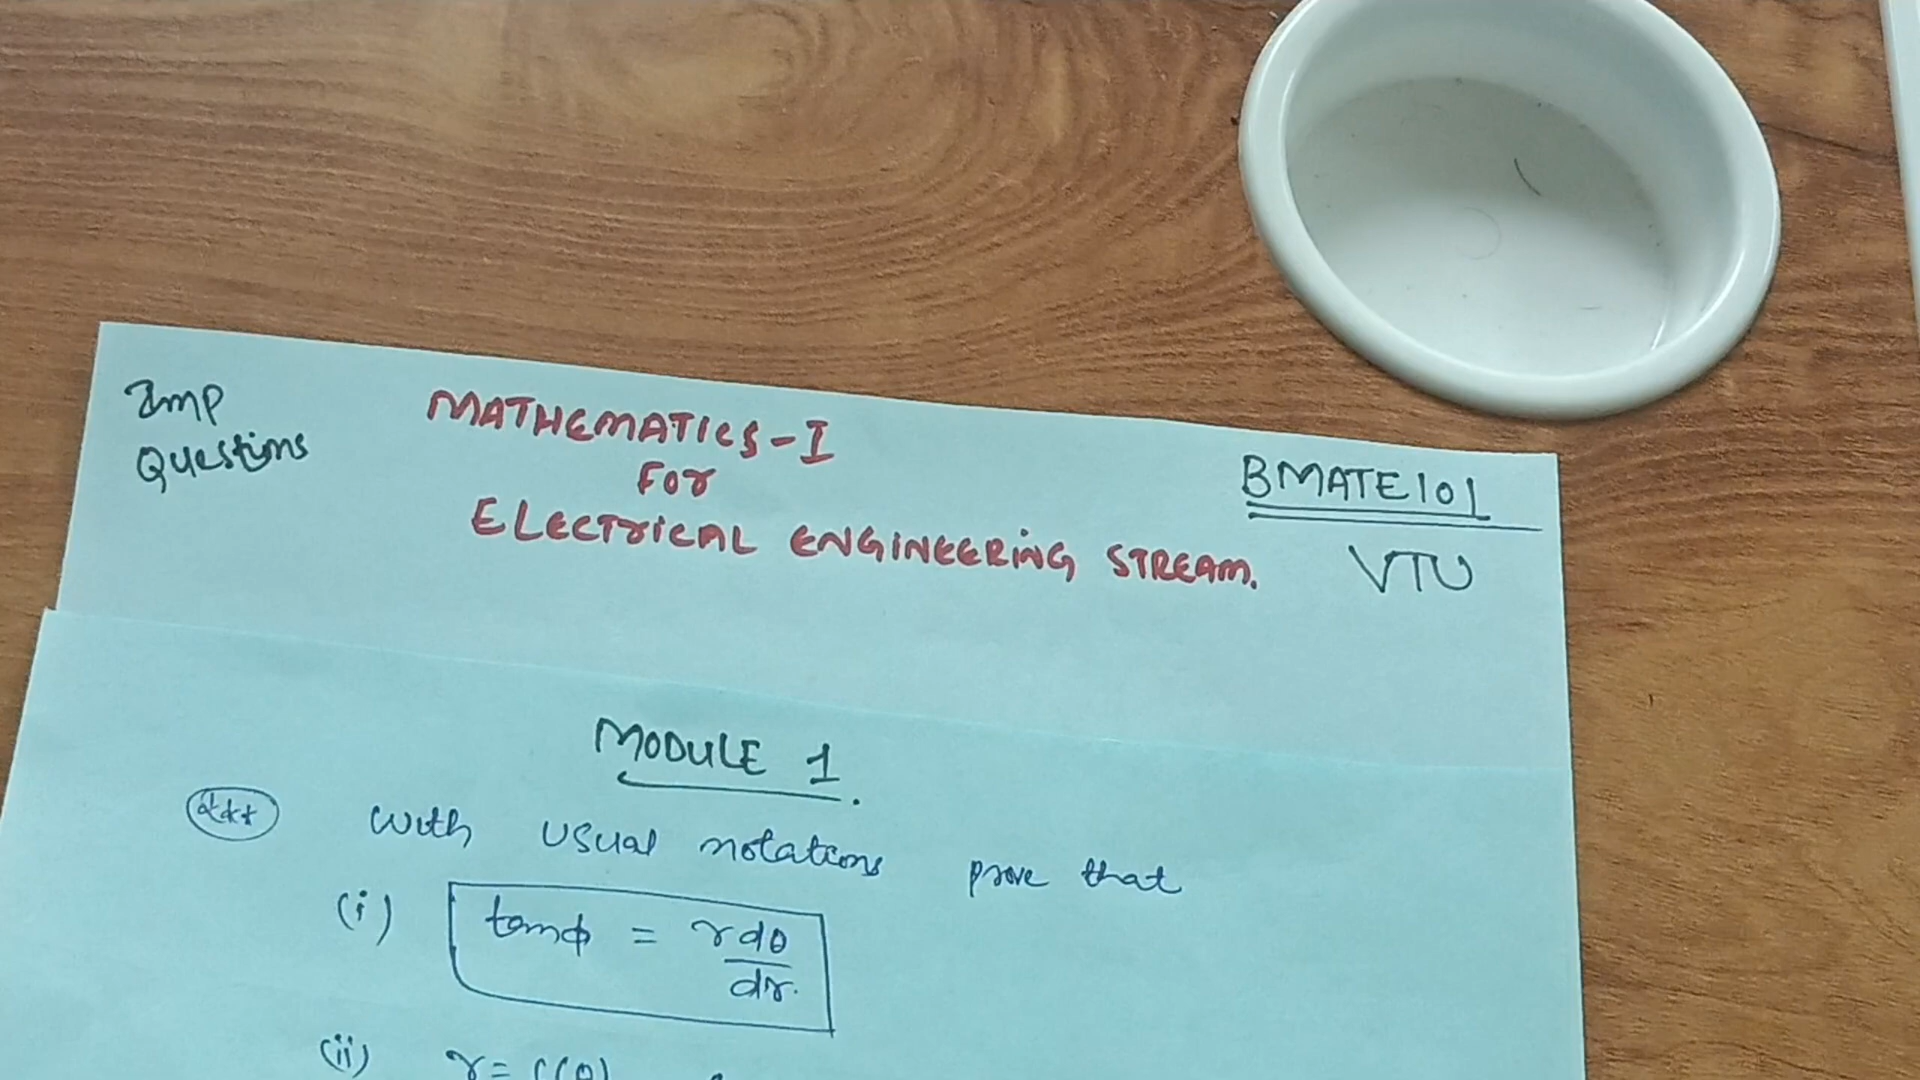 Imp
Questions
MATHEMATICS-I
For
ELECTRICAL ENGINEERING STREAM.
BMATE101
VTU
MODULE 1.
*** With usual notations prove that
(i) tanφ = rdθ/dr.
(ii) r = f(θ)